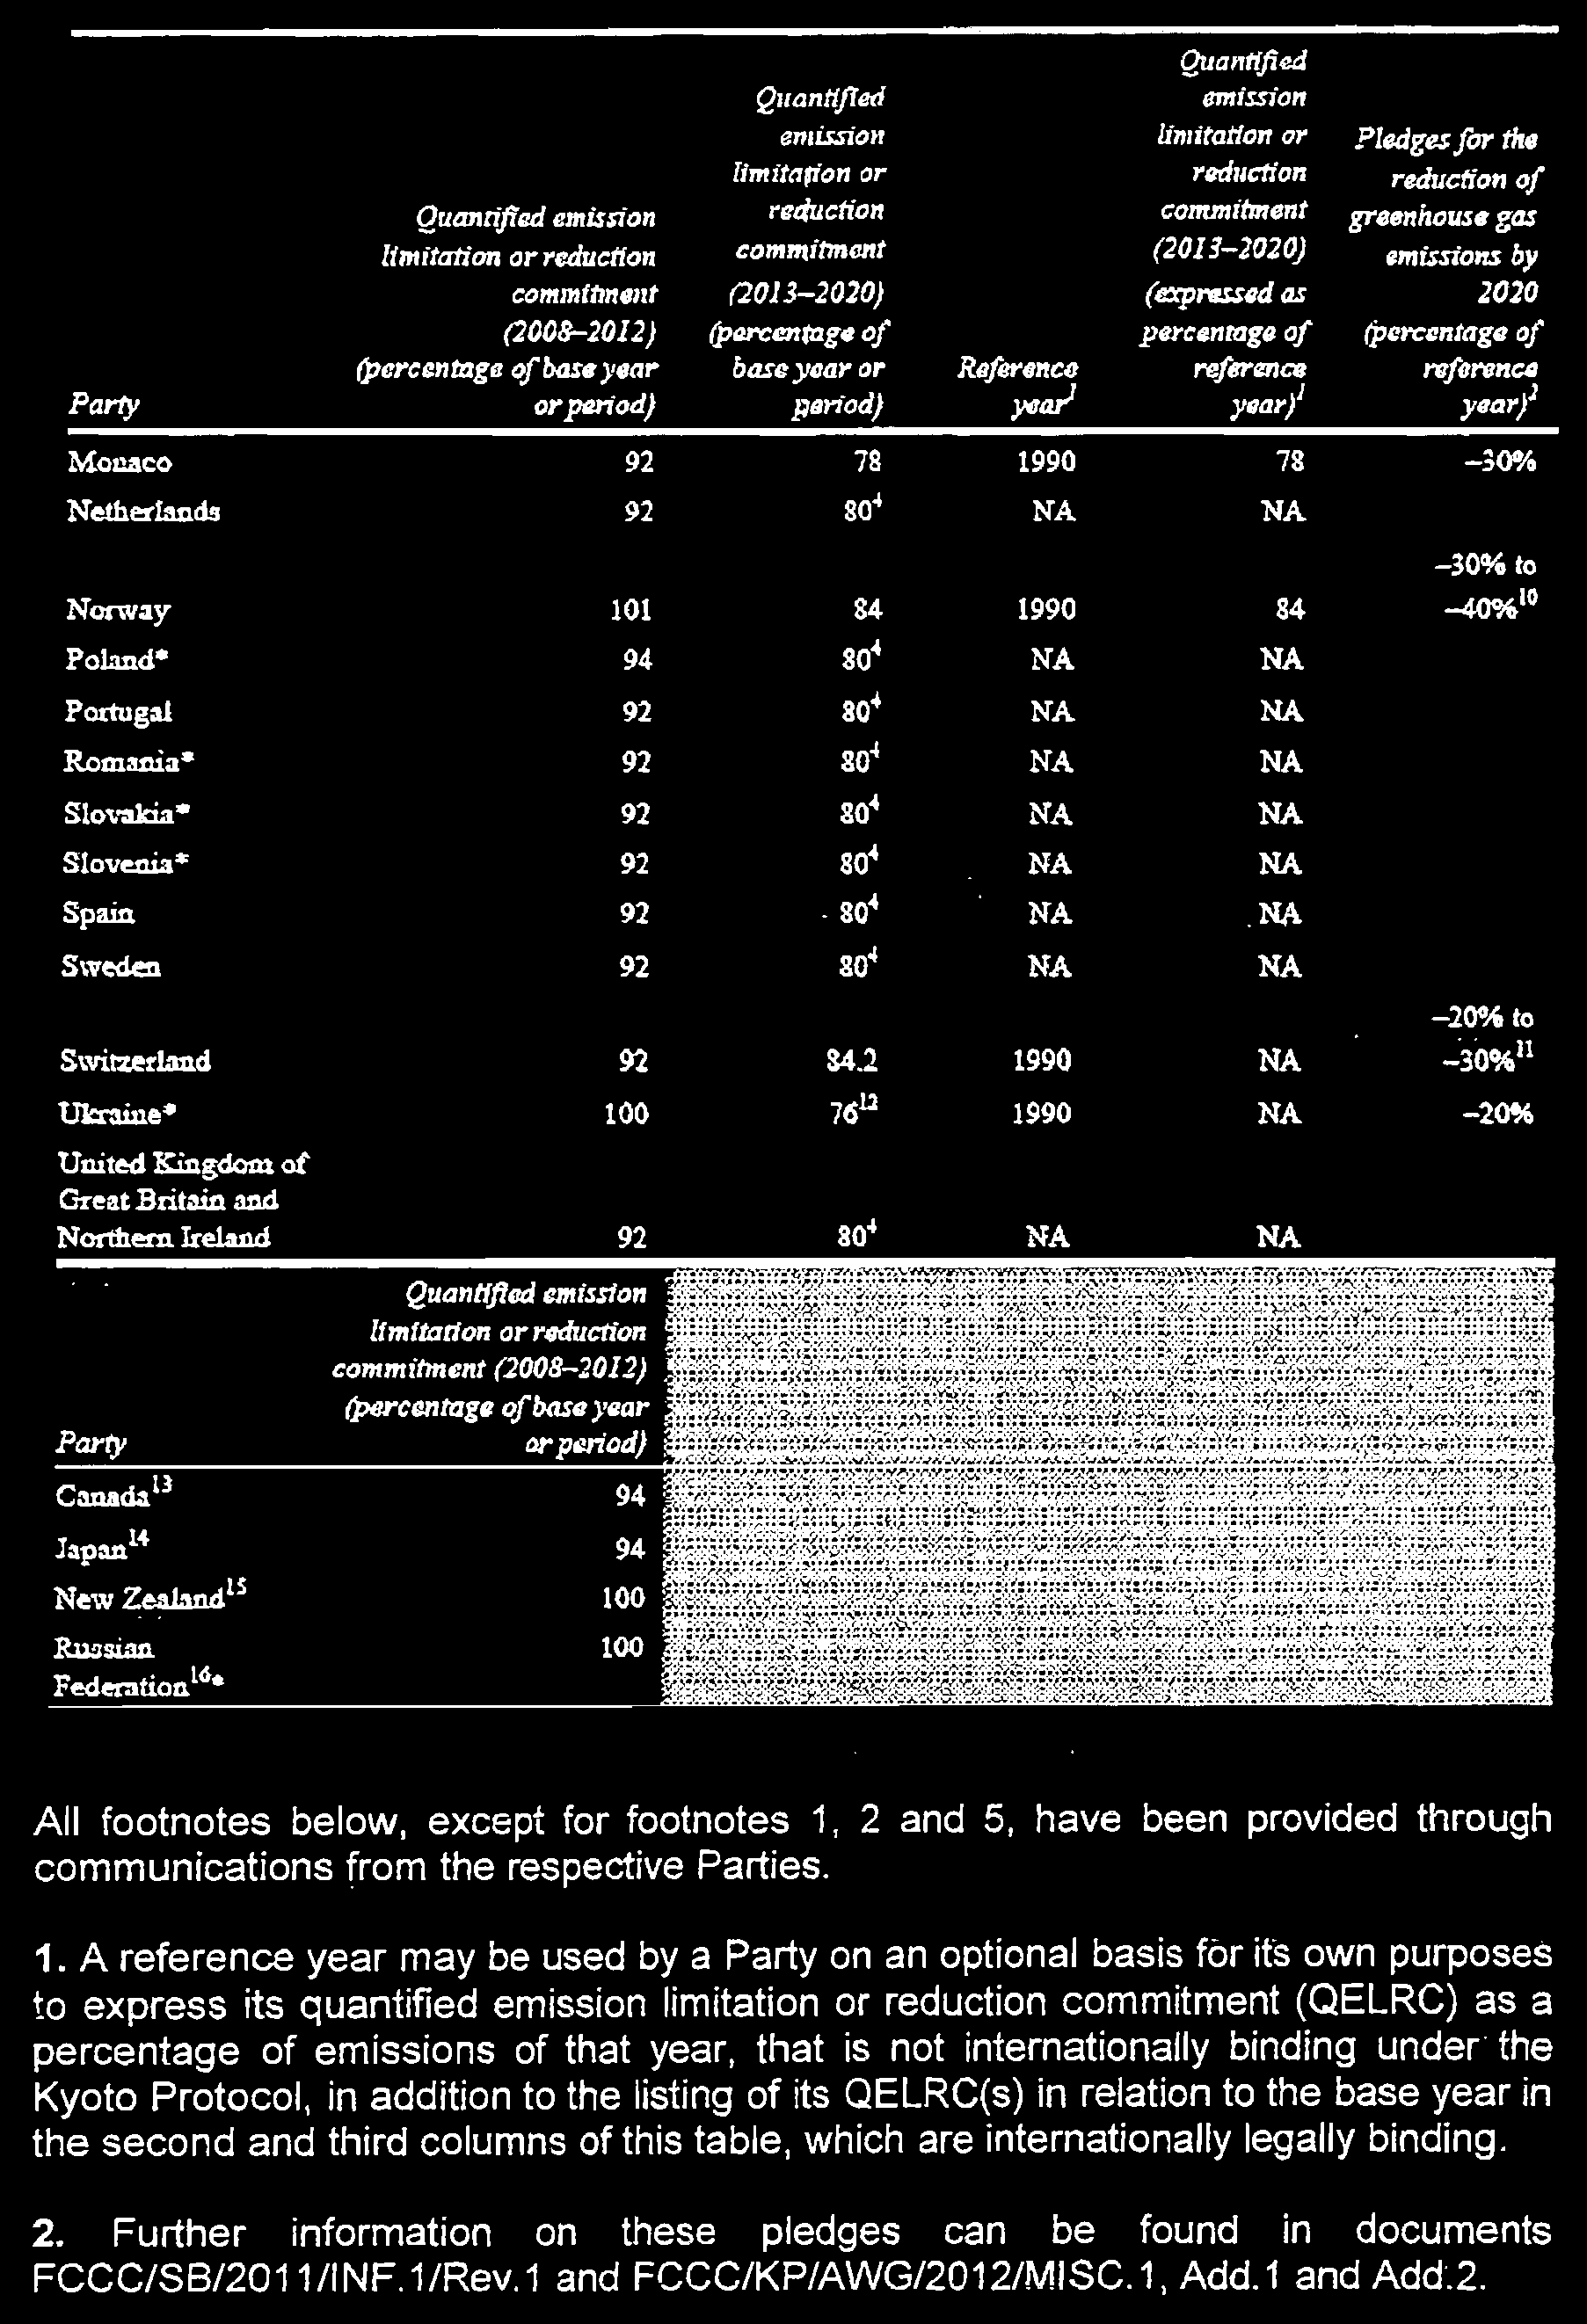 Party Quantified emission limitation or reduction commitment (2008–2012) (percentage of base year or period) Quantified emission limitation or reduction commitment (2013–2020) (percentage of base year or period) Reference year¹ Quantified emission limitation or reduction commitment (2013–2020) (expressed as percentage of reference year)¹ Pledges for the reduction of greenhouse gas emissions by 2020 (percentage of reference year)²
Monaco 92 78 1990 78 –30%
Netherlands 92 80⁴ NA NA
Norway 101 84 1990 84 –30% to –40%¹⁰
Poland* 94 80⁴ NA NA
Portugal 92 80⁴ NA NA
Romania* 92 80⁴ NA NA
Slovakia* 92 80⁴ NA NA
Slovenia* 92 80⁴ NA NA
Spain 92 80⁴ NA NA
Sweden 92 80⁴ NA NA
Switzerland 92 84.2 1990 NA –20% to –30%¹¹
Ukraine* 100 76¹² 1990 NA –20%
United Kingdom of
Great Britain and
Northern Ireland 92 80⁴ NA NA
Party Quantified emission limitation or reduction commitment (2008–2012) (percentage of base year or period)
Canada¹³ 94
Japan¹⁴ 94
New Zealand¹⁵ 100
Russian 100
Federation¹⁶*
All footnotes below, except for footnotes 1, 2 and 5, have been provided through
communications from the respective Parties.
1. A reference year may be used by a Party on an optional basis for its own purposes
to express its quantified emission limitation or reduction commitment (QELRC) as a
percentage of emissions of that year, that is not internationally binding under the
Kyoto Protocol, in addition to the listing of its QELRC(s) in relation to the base year in
the second and third columns of this table, which are internationally legally binding.
2. Further information on these pledges can be found in documents
FCCC/SB/2011/INF.1/Rev.1 and FCCC/KP/AWG/2012/MISC.1, Add.1 and Add.2.